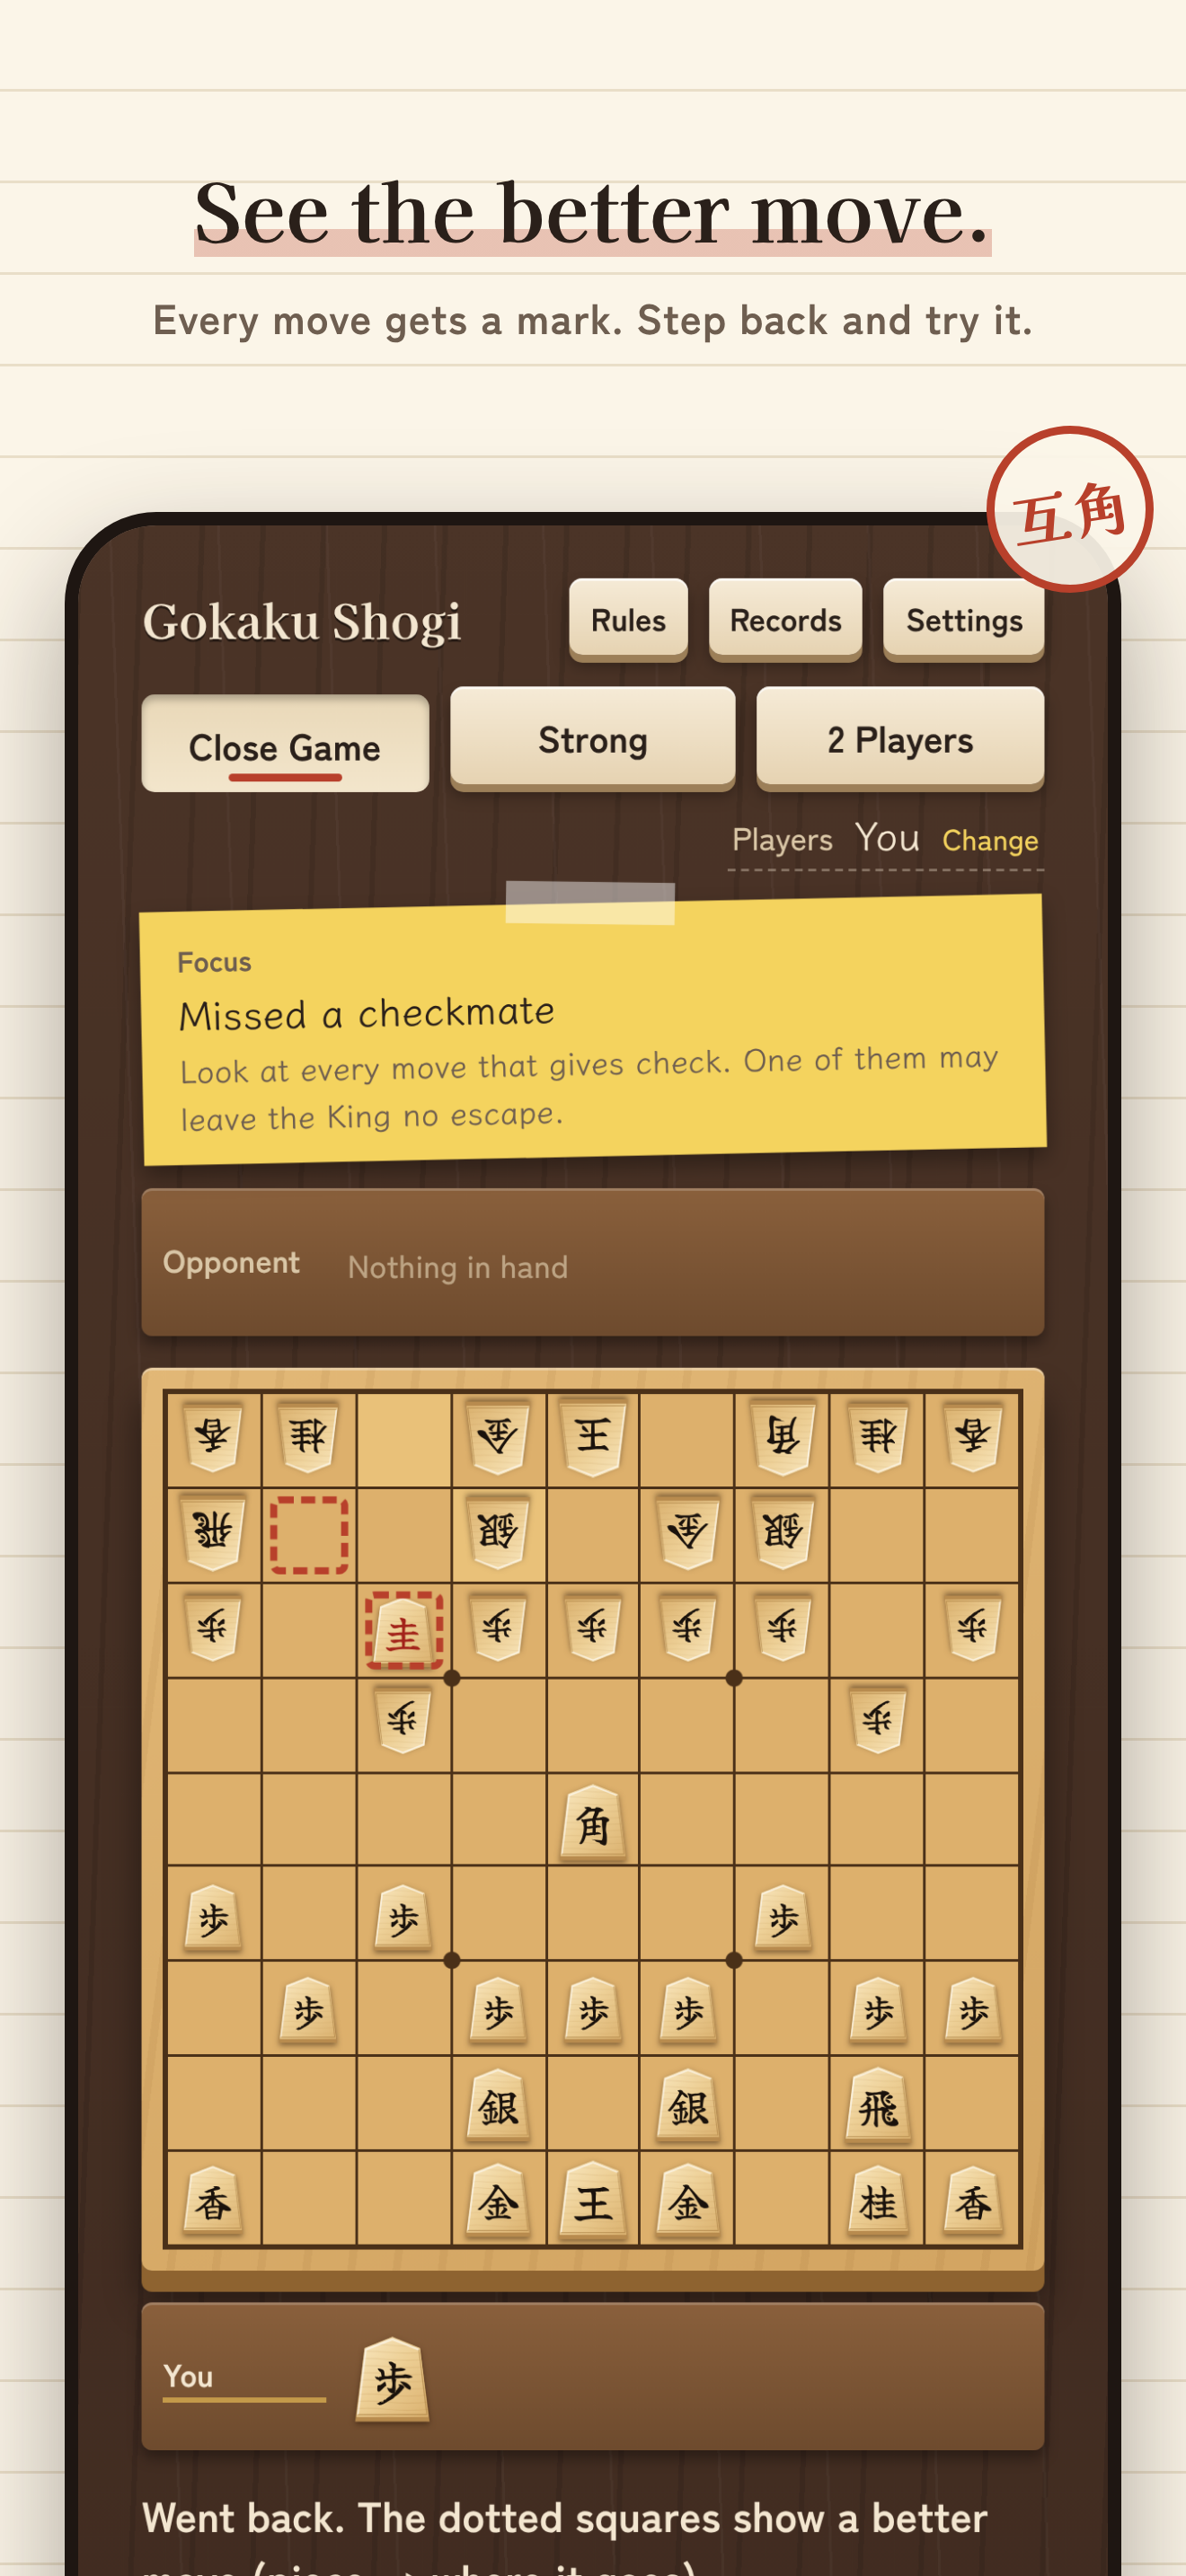 See the better move.
Every move gets a mark. Step back and try it.
互角
Gokaku Shogi
Rules
Records
Settings
Close Game
Strong
2 Players
Players You Change
Focus
Missed a checkmate
Look at every move that gives check. One of them may
leave the King no escape.
Opponent
Nothing in hand
香 桂 金 王 角 桂 香
飛 銀 金 銀
歩 圭 歩 歩 歩 歩 歩
歩 歩
角
歩 歩 歩
歩 歩 歩 歩 歩 歩
銀 銀 飛
香 金 王 金 桂 香
You
歩
Went back. The dotted squares show a better